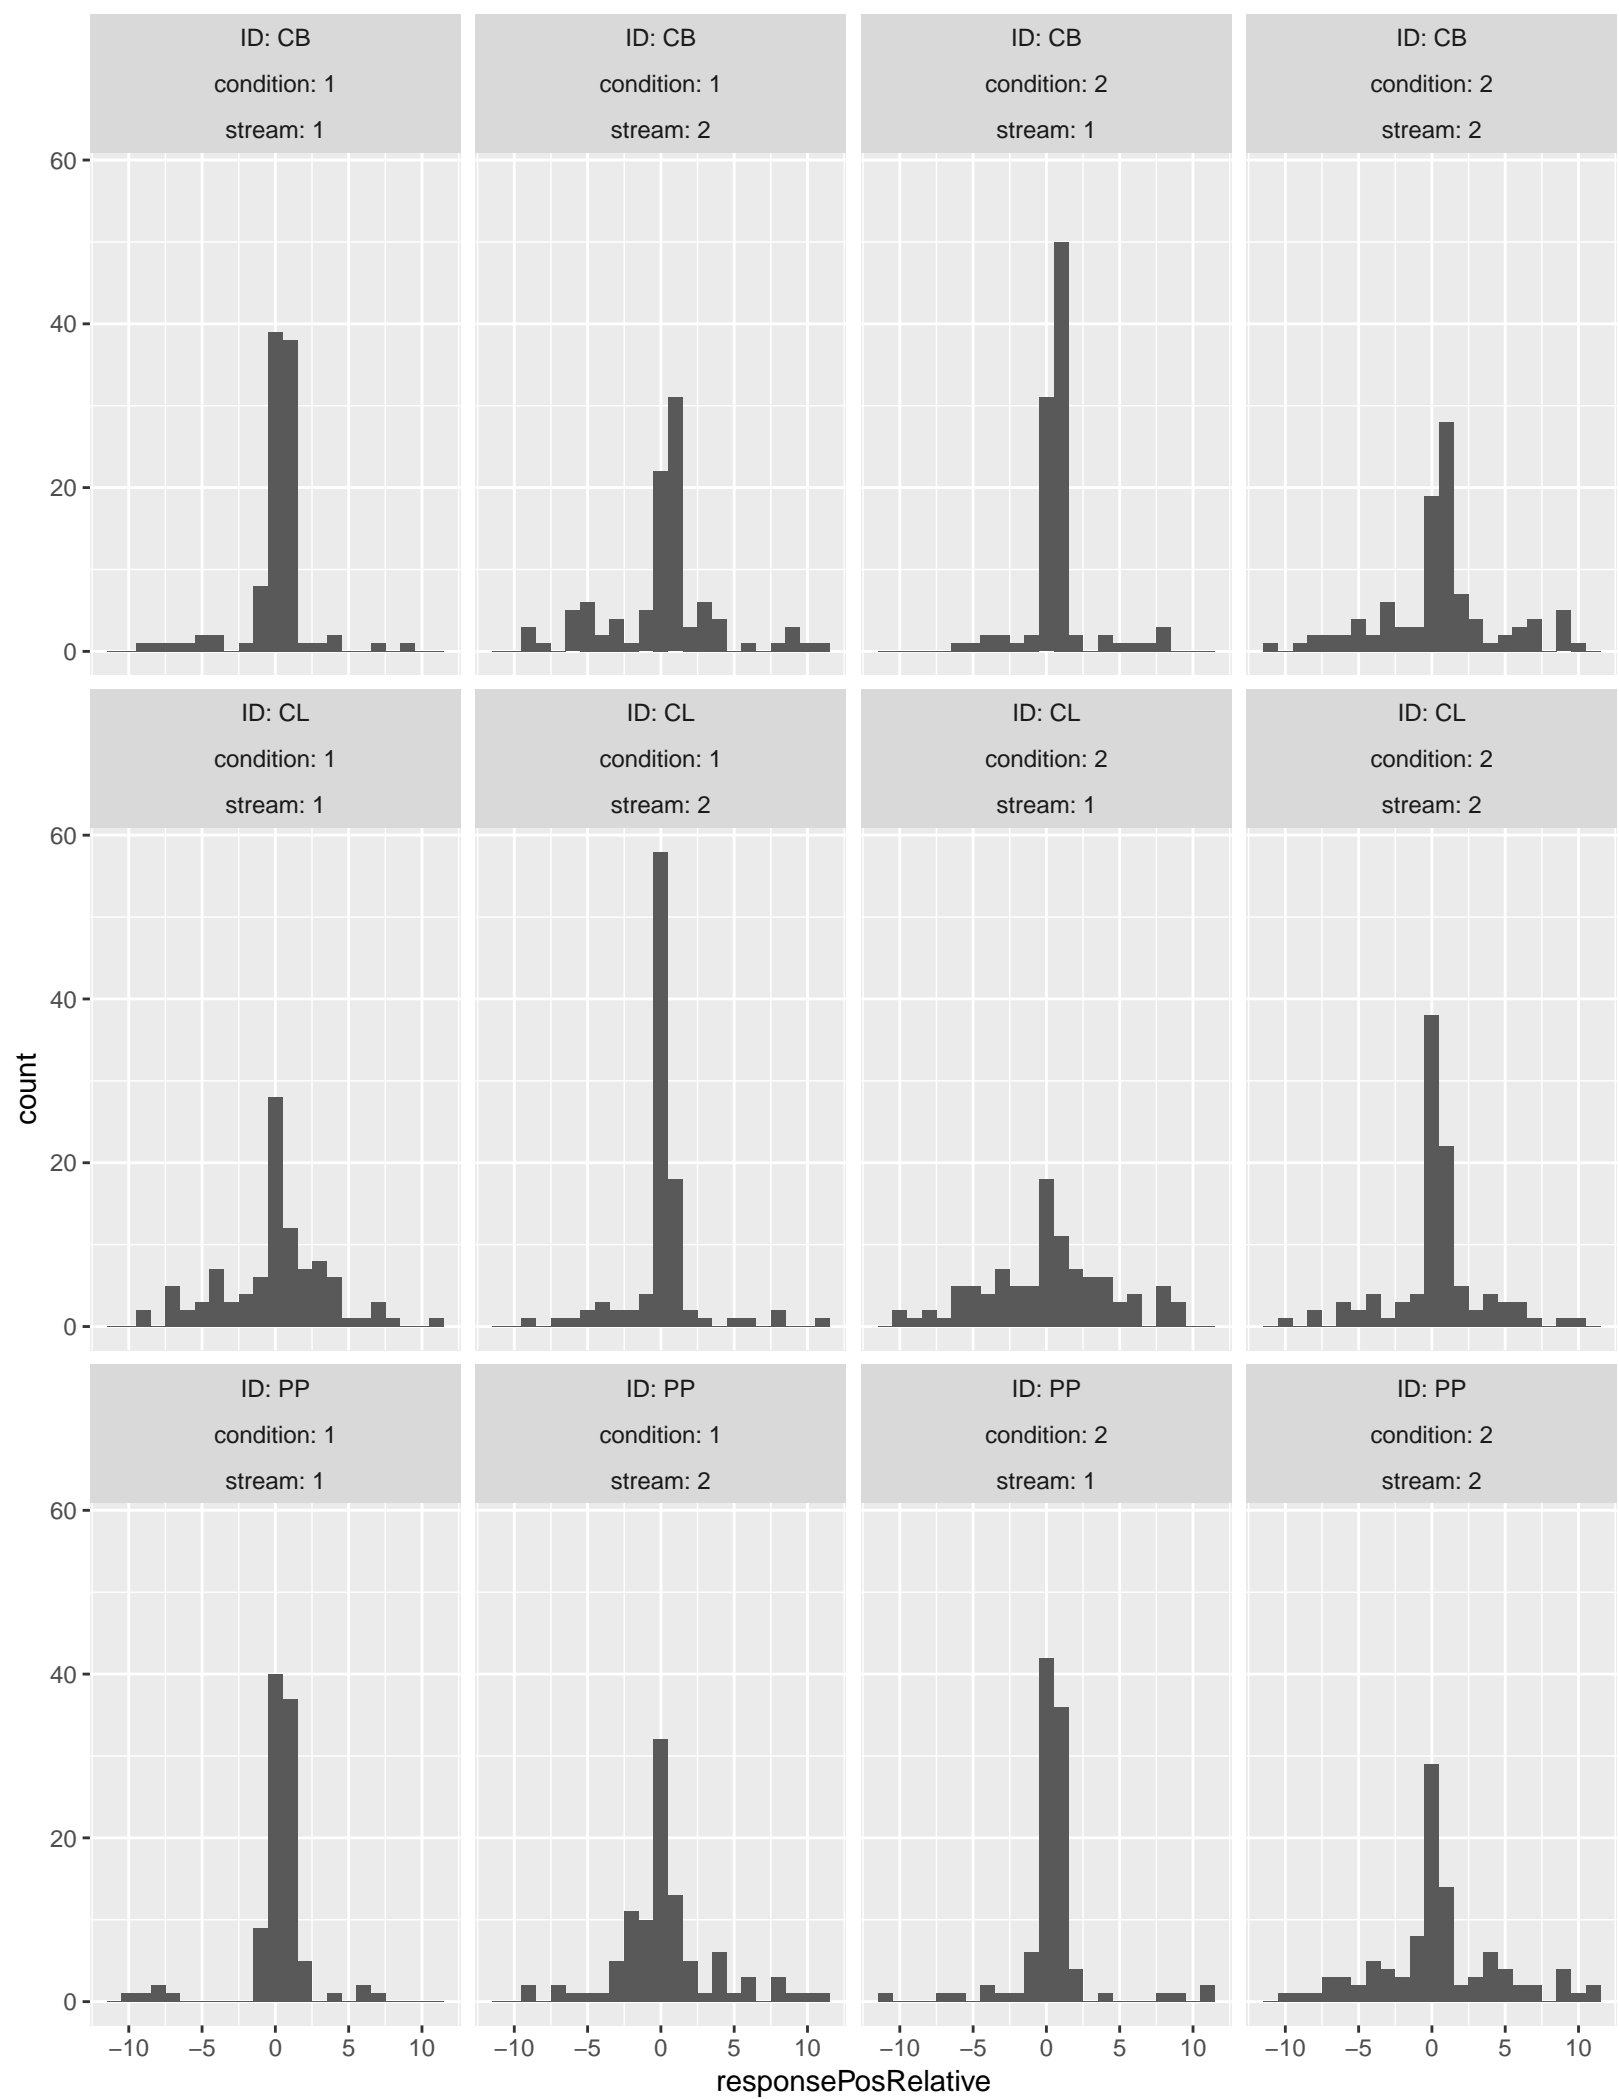 ID: CB
condition: 1
stream: 1
ID: CB
condition: 1
stream: 2
ID: CB
condition: 2
stream: 1
ID: CB
condition: 2
stream: 2
60
40
20
0
ID: CL
condition: 1
stream: 1
ID: CL
condition: 1
stream: 2
ID: CL
condition: 2
stream: 1
ID: CL
condition: 2
stream: 2
60
40
20
0
count
ID: PP
condition: 1
stream: 1
ID: PP
condition: 1
stream: 2
ID: PP
condition: 2
stream: 1
ID: PP
condition: 2
stream: 2
60
40
20
0
−10 −5 0 5 10
−10 −5 0 5 10
−10 −5 0 5 10
−10 −5 0 5 10
responsePosRelative